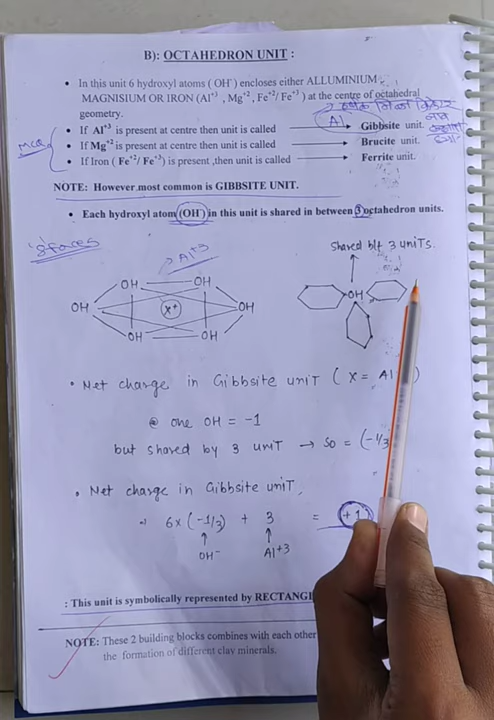 B): OCTAHEDRON UNIT :
• In this unit 6 hydroxyl atoms ( OH⁻) encloses either ALLUMINIUM
MAGNISIUM OR IRON (Al⁺³ , Mg⁺², Fe⁺²/ Fe⁺³ ) at the centre of octahedral
geometry.
Al
MCQ
• If Al⁺³ is present at centre then unit is called → Gibbsite unit.
• If Mg⁺² is present at centre then unit is called → Brucite unit.
• If Iron ( Fe⁺²/ Fe⁺³) is present ,then unit is called → Ferrite unit.
NOTE: However most common is GIBBSITE UNIT.
• Each hydroxyl atom (OH⁻) in this unit is shared in between 3 octahedron units.
8 faces
Al+3
shared b/t 3 uniTs.
OH OH
OH x+ OH
OH OH
OH
• Net charge in Gibbsite uniT ( x = Al
@ one OH = -1
but shared by 3 uniT → So = (-1/3
• Net charge in Gibbsite uniT,
⇒ 6x (-1/3) + 3 = +1
OH⁻ Al+3
: This unit is symbolically represented by
NOTE: These 2 building blocks combines with each other
the formation of different clay minerals.